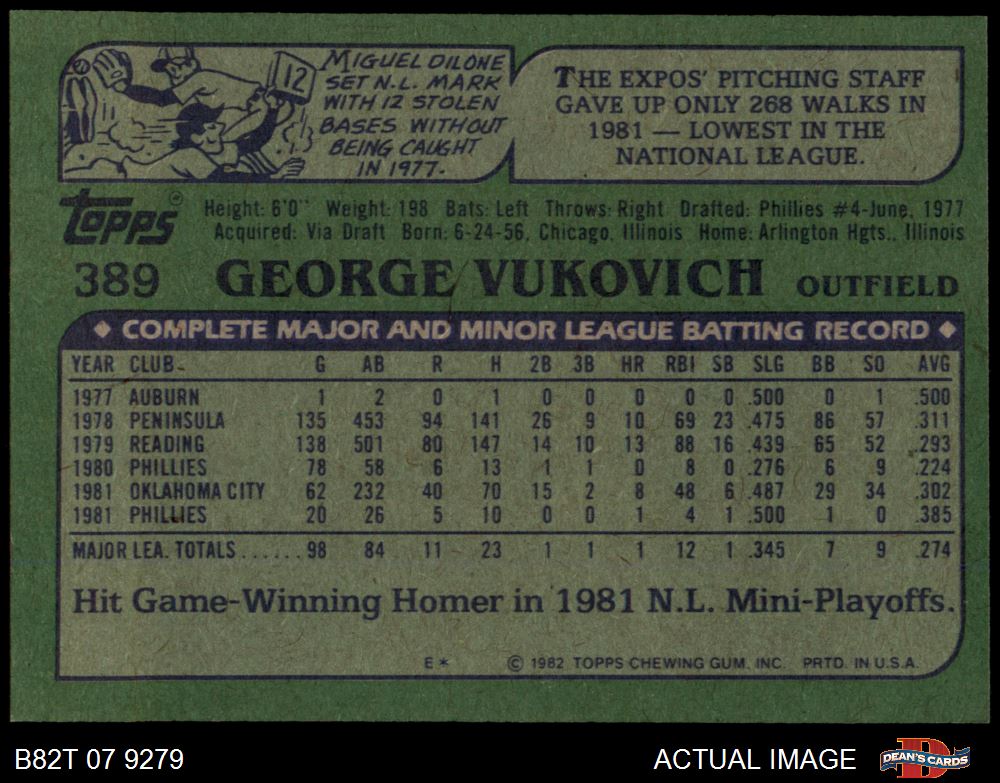 12
MIGUEL DILONE
SET N.L. MARK
WITH 12 STOLEN
BASES WITHOUT
BEING CAUGHT
IN 1977.
THE EXPOS' PITCHING STAFF
GAVE UP ONLY 268 WALKS IN
1981 — LOWEST IN THE
NATIONAL LEAGUE.
TOPPS®
Height: 6'0" Weight: 198 Bats: Left Throws: Right Drafted: Phillies #4-June, 1977
Acquired: Via Draft Born: 6-24-56, Chicago, Illinois Home: Arlington Hgts., Illinois
389 GEORGE VUKOVICH OUTFIELD
◆ COMPLETE MAJOR AND MINOR LEAGUE BATTING RECORD ◆
YEAR CLUB G AB R H 2B 3B HR RBI SB SLG BB SO AVG
1977 AUBURN 1 2 0 1 0 0 0 0 0 .500 0 1 .500
1978 PENINSULA 135 453 94 141 26 9 10 69 23 .475 86 57 .311
1979 READING 138 501 80 147 14 10 13 88 16 .439 65 52 .293
1980 PHILLIES 78 58 6 13 1 1 0 8 0 .276 6 9 .224
1981 OKLAHOMA CITY 62 232 40 70 15 2 8 48 6 .487 29 34 .302
1981 PHILLIES 20 26 5 10 0 0 1 4 1 .500 1 0 .385
MAJOR LEA. TOTALS......98 84 11 23 1 1 1 12 1 .345 7 9 .274
Hit Game-Winning Homer in 1981 N.L. Mini-Playoffs.
E* © 1982 TOPPS CHEWING GUM, INC. PRTD. IN U.S.A.
B82T 07 9279 ACTUAL IMAGE DEAN'S CARDS